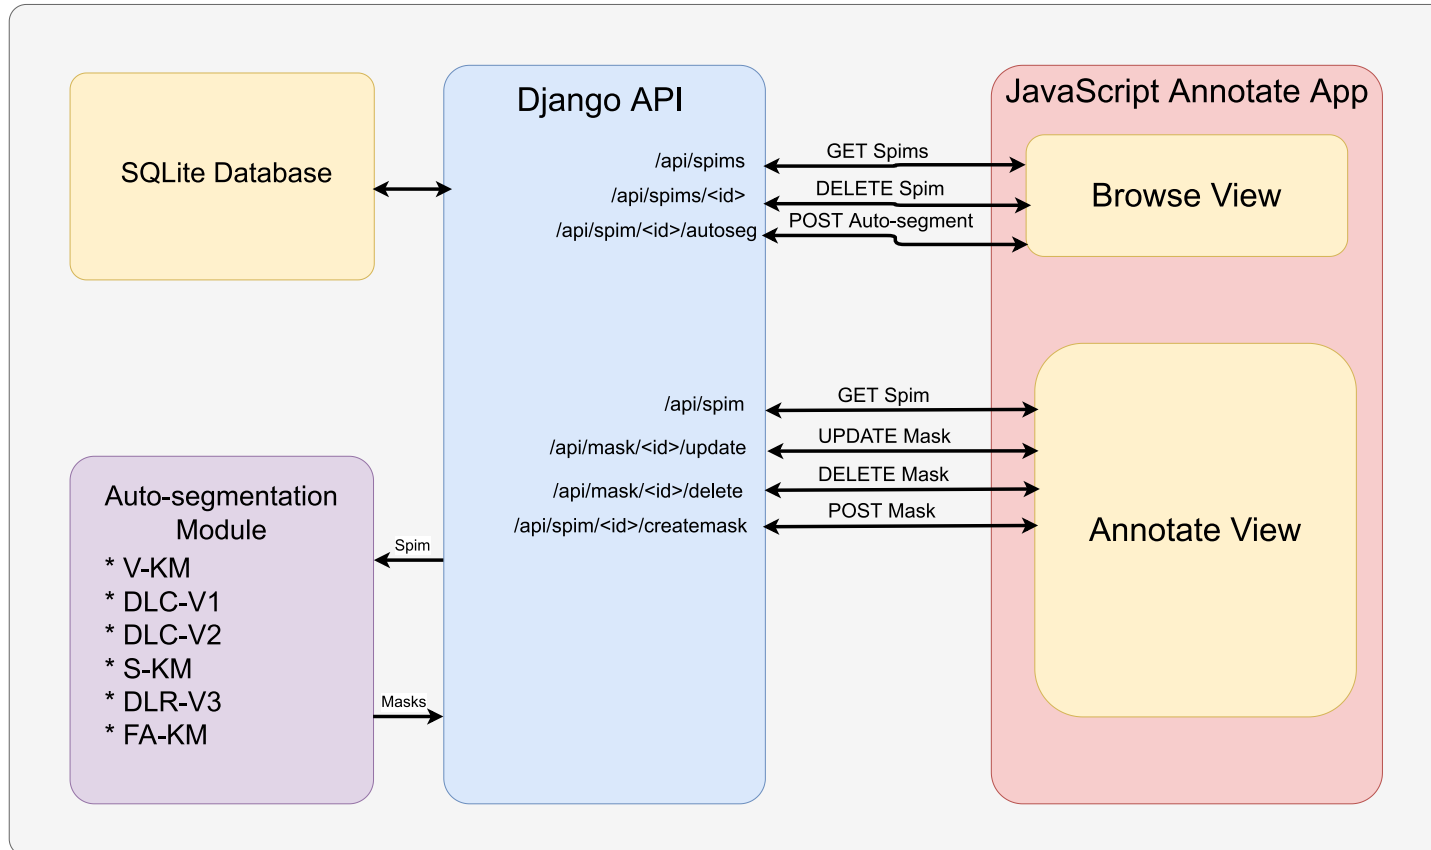 SQLite Database
Django API
/api/spims
/api/spims/<id>
/api/spim/<id>/autoseg
/api/spim
/api/mask/<id>/update
/api/mask/<id>/delete
/api/spim/<id>/createmask
GET Spims
DELETE Spim
POST Auto-segment
GET Spim
UPDATE Mask
DELETE Mask
POST Mask
JavaScript Annotate App
Browse View
Annotate View
Auto-segmentation
Module
* V-KM
* DLC-V1
* DLC-V2
* S-KM
* DLR-V3
* FA-KM
Spim
Masks